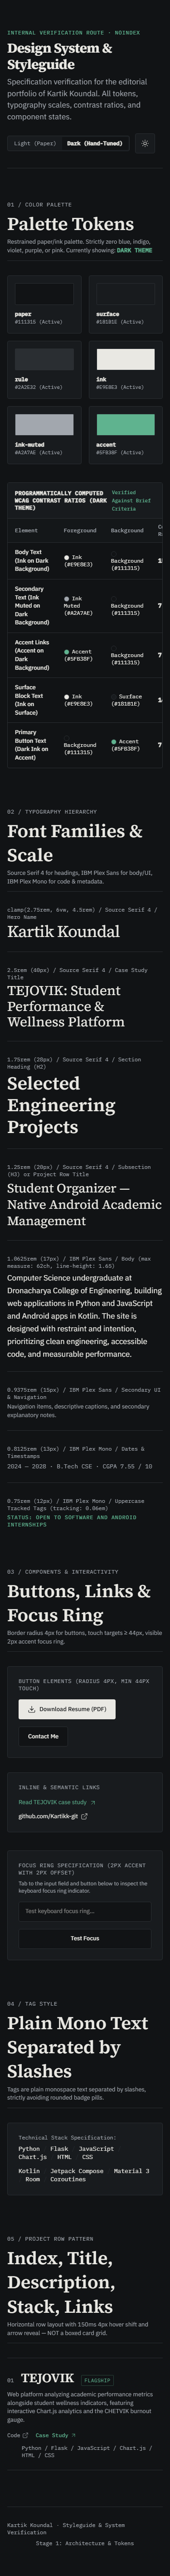 INTERNAL VERIFICATION ROUTE · NOINDEX
Design System &
Styleguide
Specification verification for the editorial
portfolio of Kartik Koundal. All tokens,
typography scales, contrast ratios, and
component states.
Light (Paper)
Dark (Hand-Tuned)
01 / COLOR PALETTE
Palette Tokens
Restrained paper/ink palette. Strictly zero blue, indigo,
violet, purple, or pink. Currently showing: DARK THEME
paper
#111315 (Active)
surface
#18181E (Active)
rule
#2A2E32 (Active)
ink
#E9E8E3 (Active)
ink-muted
#A2A7AE (Active)
accent
#5FB38F (Active)
PROGRAMMATICALLY COMPUTED
WCAG CONTRAST RATIOS (DARK
THEME)
Verified
Against Brief
Criteria
Element
Foreground
Background
Body Text
(Ink on Dark
Background)
Ink
(#E9E8E3)
Background
(#111315)
Secondary
Text (Ink
Muted on
Dark
Background)
Ink
Muted
(#A2A7AE)
Background
(#111315)
Accent Links
(Accent on
Dark
Background)
Accent
(#5FB38F)
Background
(#111315)
Surface
Block Text
(Ink on
Surface)
Ink
(#E9E8E3)
Surface
(#18181E)
Primary
Button Text
(Dark Ink on
Accent)
Background
(#111315)
Accent
(#5FB38F)
02 / TYPOGRAPHY HIERARCHY
Font Families &
Scale
Source Serif 4 for headings, IBM Plex Sans for body/UI,
IBM Plex Mono for code & metadata.
clamp(2.75rem, 6vw, 4.5rem) / Source Serif 4 /
Hero Name
Kartik Koundal
2.5rem (40px) / Source Serif 4 / Case Study
Title
TEJOVIK: Student
Performance &
Wellness Platform
1.75rem (28px) / Source Serif 4 / Section
Heading (H2)
Selected
Engineering
Projects
1.25rem (20px) / Source Serif 4 / Subsection
(H3) or Project Row Title
Student Organizer —
Native Android Academic
Management
1.0625rem (17px) / IBM Plex Sans / Body (max
measure: 62ch, line-height: 1.65)
Computer Science undergraduate at
Dronacharya College of Engineering, building
web applications in Python and JavaScript
and Android apps in Kotlin. The site is
designed with restraint and intention,
prioritizing clean engineering, accessible
code, and measurable performance.
0.9375rem (15px) / IBM Plex Sans / Secondary UI
& Navigation
Navigation items, descriptive captions, and secondary
explanatory notes.
0.8125rem (13px) / IBM Plex Mono / Dates &
Timestamps
2024 — 2028 · B.Tech CSE · CGPA 7.55 / 10
0.75rem (12px) / IBM Plex Mono / Uppercase
Tracked Tags (tracking: 0.06em)
STATUS: OPEN TO SOFTWARE AND ANDROID
INTERNSHIPS
03 / COMPONENTS & INTERACTIVITY
Buttons, Links &
Focus Ring
Border radius 4px for buttons, touch targets ≥ 44px, visible
2px accent focus ring.
BUTTON ELEMENTS (RADIUS 4PX, MIN 44PX
TOUCH)
Download Resume (PDF)
Contact Me
INLINE & SEMANTIC LINKS
Read TEJOVIK case study ↗
github.com/Kartikk-git
FOCUS RING SPECIFICATION (2PX ACCENT
WITH 2PX OFFSET)
Tab to the input field and button below to inspect the
keyboard focus ring indicator.
Test keyboard focus ring...
Test Focus
04 / TAG STYLE
Plain Mono Text
Separated by
Slashes
Tags are plain monospace text separated by slashes,
strictly avoiding rounded badge pills.
Technical Stack Specification:
Python Flask JavaScript
Chart.js HTML CSS
Kotlin Jetpack Compose Material 3
Room Coroutines
05 / PROJECT ROW PATTERN
Index, Title,
Description,
Stack, Links
Horizontal row layout with 150ms 4px hover shift and
arrow reveal — NOT a boxed card grid.
01 TEJOVIK FLAGSHIP
Web platform analyzing academic performance metrics
alongside student wellness indicators, featuring
interactive Chart.js analytics and the CHETVIK burnout
gauge.
Code Case Study ↗
Python / Flask / JavaScript / Chart.js /
HTML / CSS
Kartik Koundal · Styleguide & System
Verification
Stage 1: Architecture & Tokens